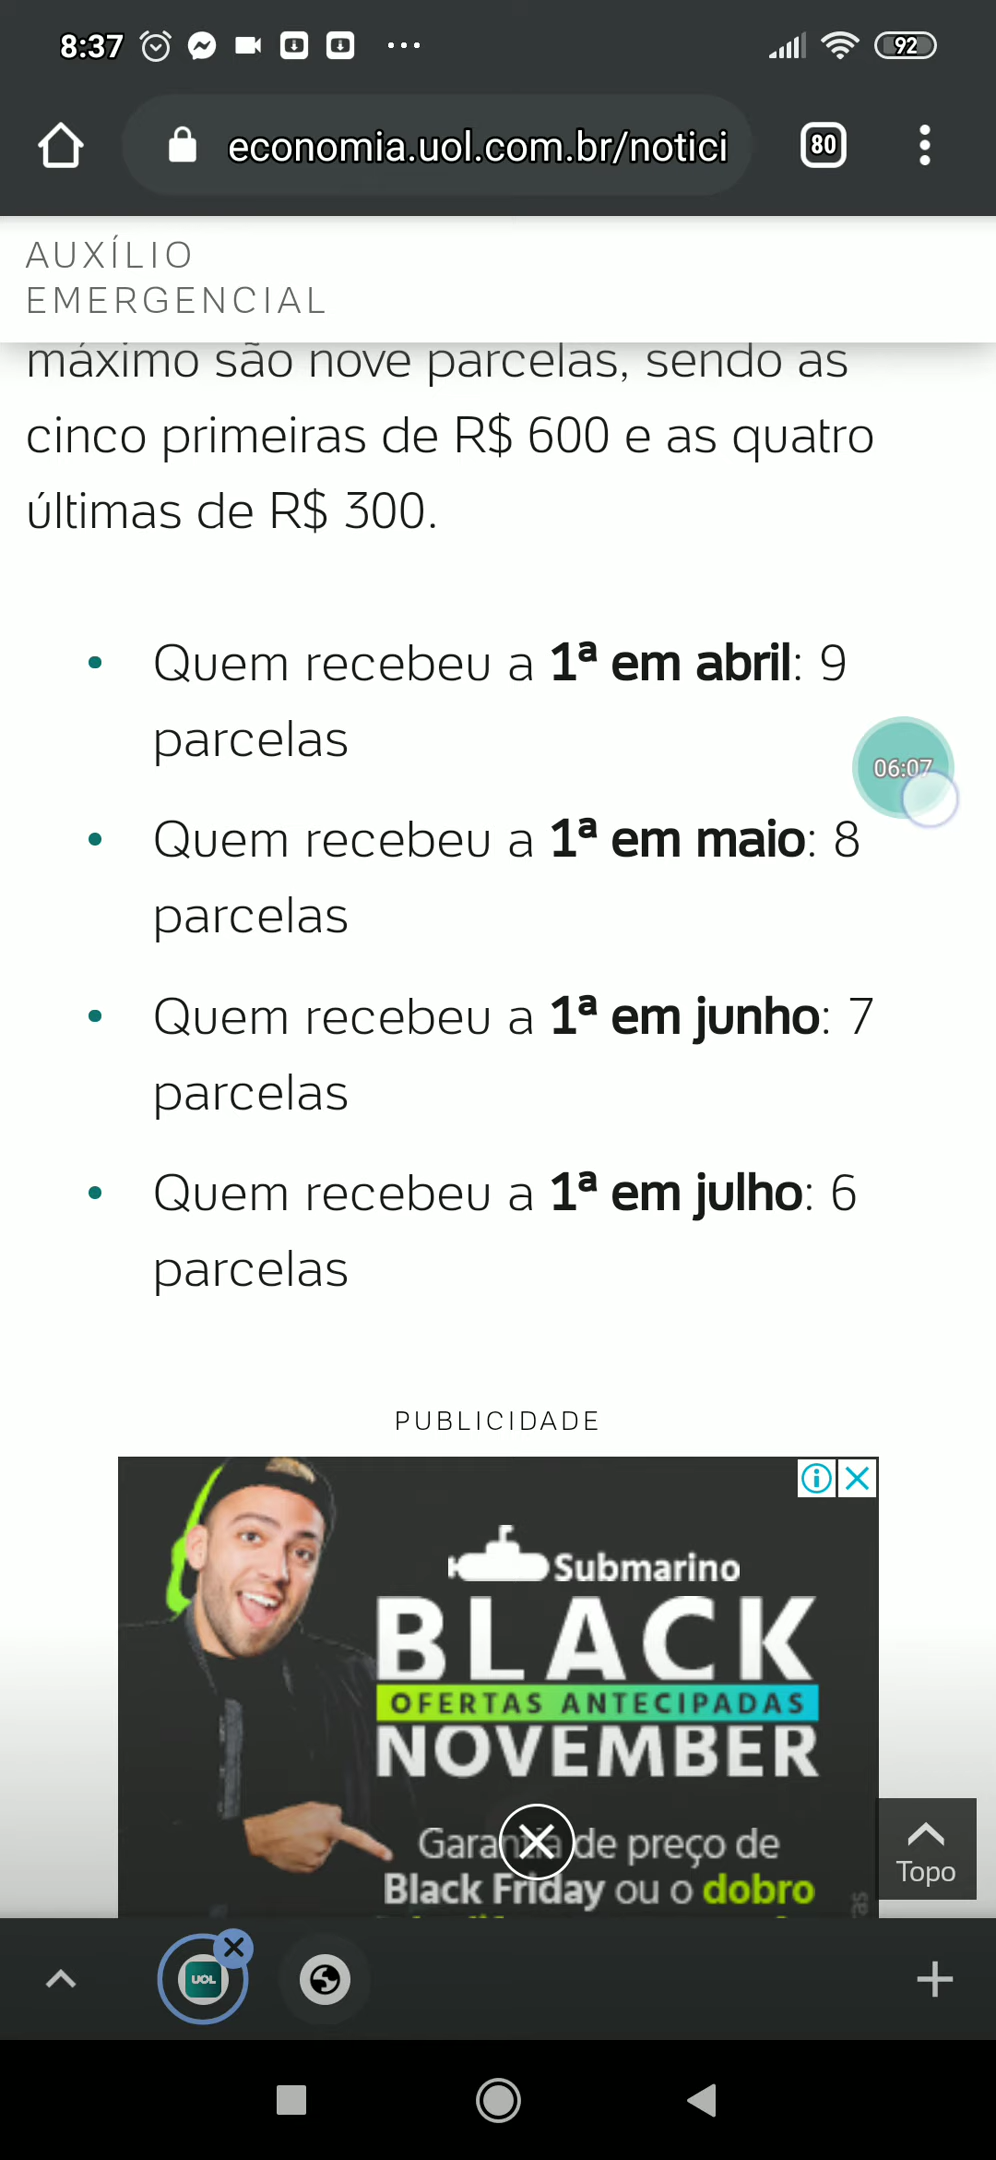 8:37
92
economia.uol.com.br/notici
80
AUXÍLIO
EMERGENCIAL
máximo são nove parcelas, sendo as
cinco primeiras de R$ 600 e as quatro
últimas de R$ 300.
• Quem recebeu a 1ª em abril: 9
parcelas
06:07
• Quem recebeu a 1ª em maio: 8
parcelas
• Quem recebeu a 1ª em junho: 7
parcelas
• Quem recebeu a 1ª em julho: 6
parcelas
PUBLICIDADE
Submarino
BLACK
OFERTAS ANTECIPADAS
NOVEMBER
Garantia de preço de
Black Friday ou o dobro
Topo
UOL